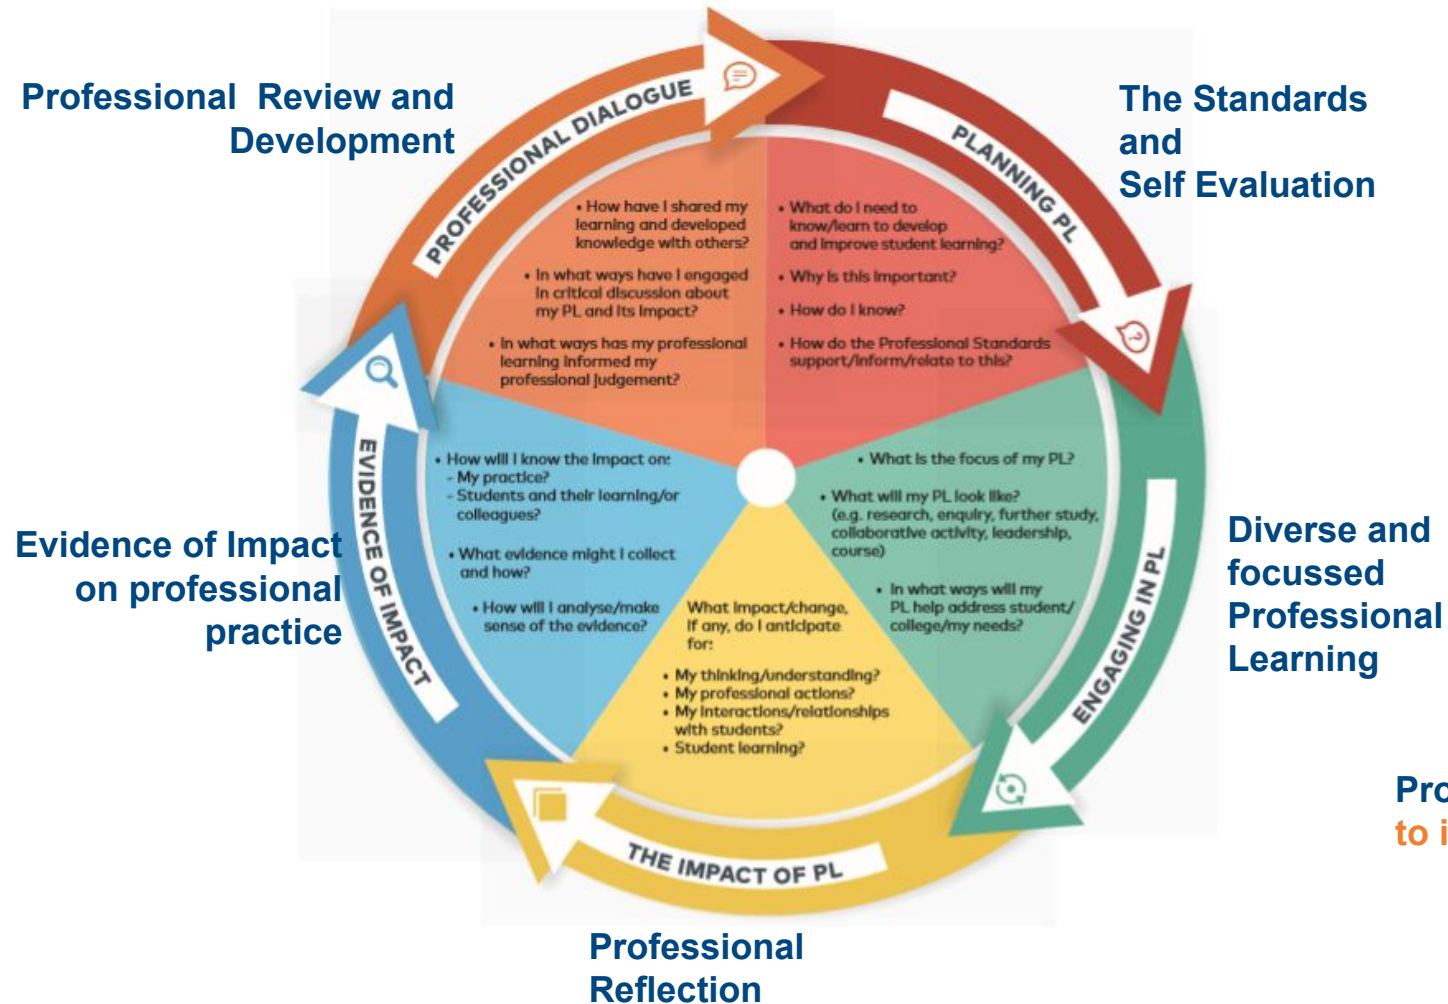 Professional Review and
Development
PROFESSIONAL DIALOGUE
• How have I shared my
learning and developed
knowledge with others?
• In what ways have I engaged
in critical discussion about
my PL and its impact?
• In what ways has my professional
learning informed my
professional judgement?
The Standards
and
Self Evaluation
PLANNING PL
• What do I need to
know/learn to develop
and improve student learning?
• Why is this important?
• How do I know?
• How do the Professional Standards
support/inform/relate to this?
Diverse and
focussed
Professional
Learning
ENGAGING IN PL
• What is the focus of my PL?
• What will my PL look like?
(e.g. research, enquiry, further study,
collaborative activity, leadership,
course)
• In what ways will my
PL help address student/
college/my needs?
Pro
to i
THE IMPACT OF PL
What impact/change,
if any, do I anticipate
for:
• My thinking/understanding?
• My professional actions?
• My interactions/relationships
with students?
• Student learning?
Professional
Reflection
Evidence of Impact
on professional
practice
EVIDENCE OF IMPACT
• How will I know the impact on:
- My practice?
- Students and their learning/or
colleagues?
• What evidence might I collect
and how?
• How will I analyse/make
sense of the evidence?